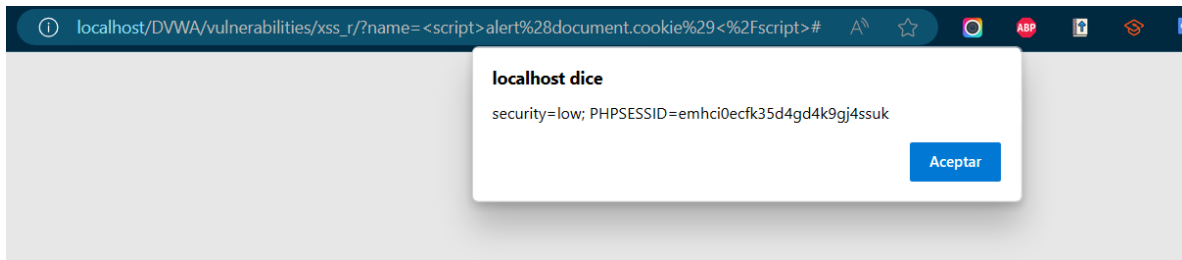 localhost/DVWA/vulnerabilities/xss_r/?name=<script>alert%28document.cookie%29<%2Fscript>#
ABP
localhost dice
security=low; PHPSESSID=emhci0ecfk35d4gd4k9gj4ssuk
Aceptar